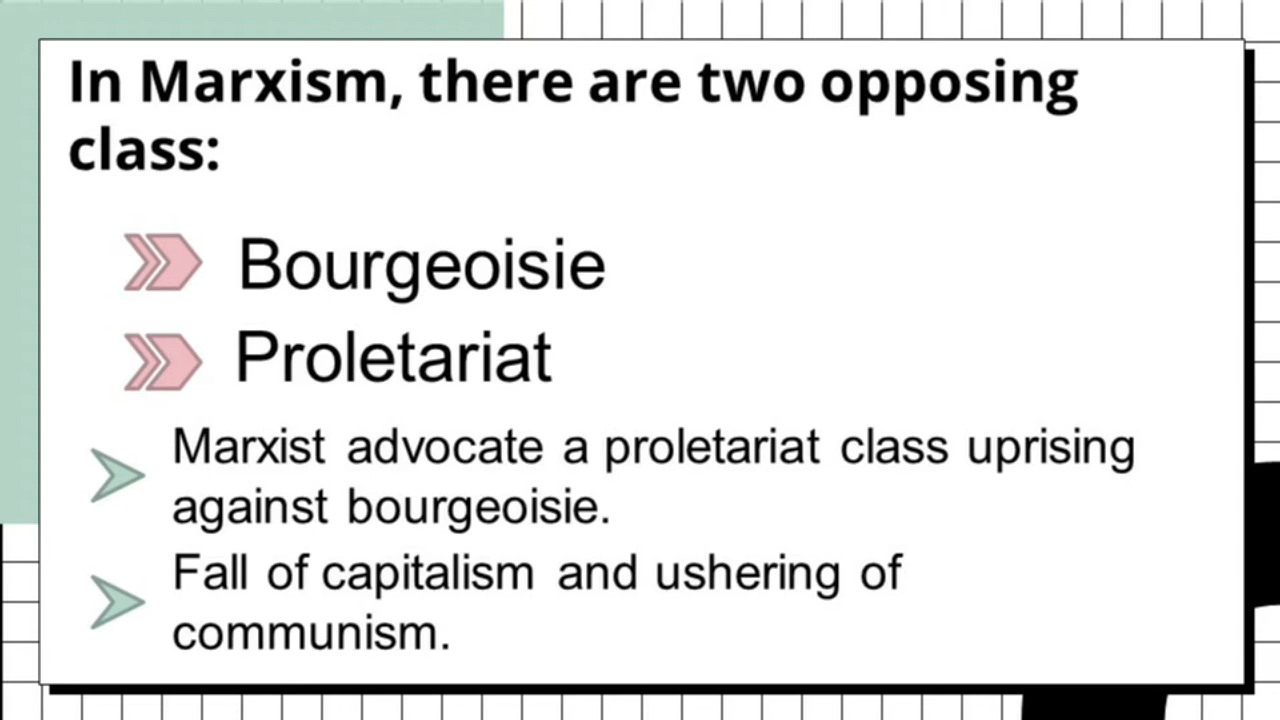 In Marxism, there are two opposing
class:
Bourgeoisie
Proletariat
Marxist advocate a proletariat class uprising
against bourgeoisie.
Fall of capitalism and ushering of
communism.